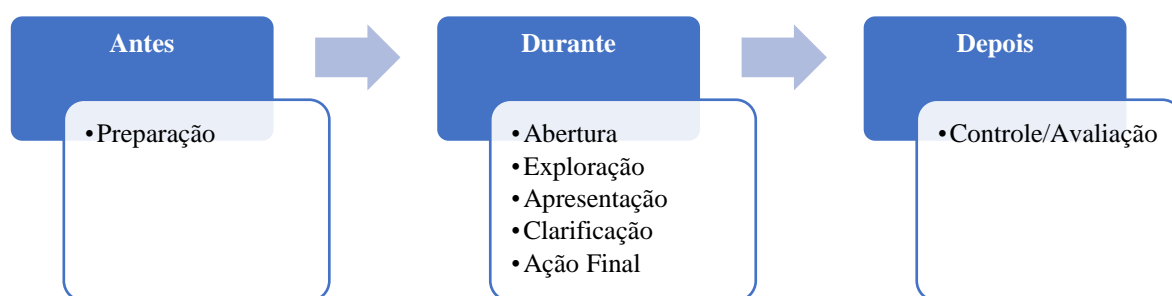 Antes
•Preparação
Durante
•Abertura
•Exploração
•Apresentação
•Clarificação
•Ação Final
Depois
•Controle/Avaliação